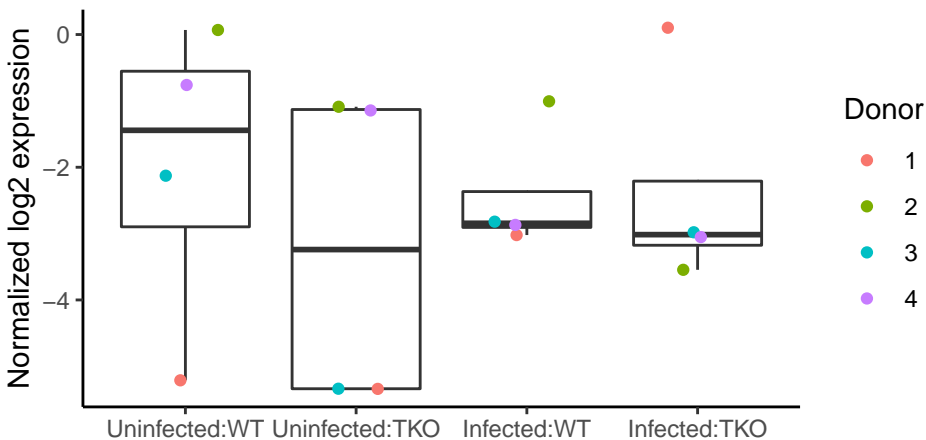 Normalized log2 expression
0
−2
−4
Uninfected:WT
Uninfected:TKO
Infected:WT
Infected:TKO
Donor
1
2
3
4